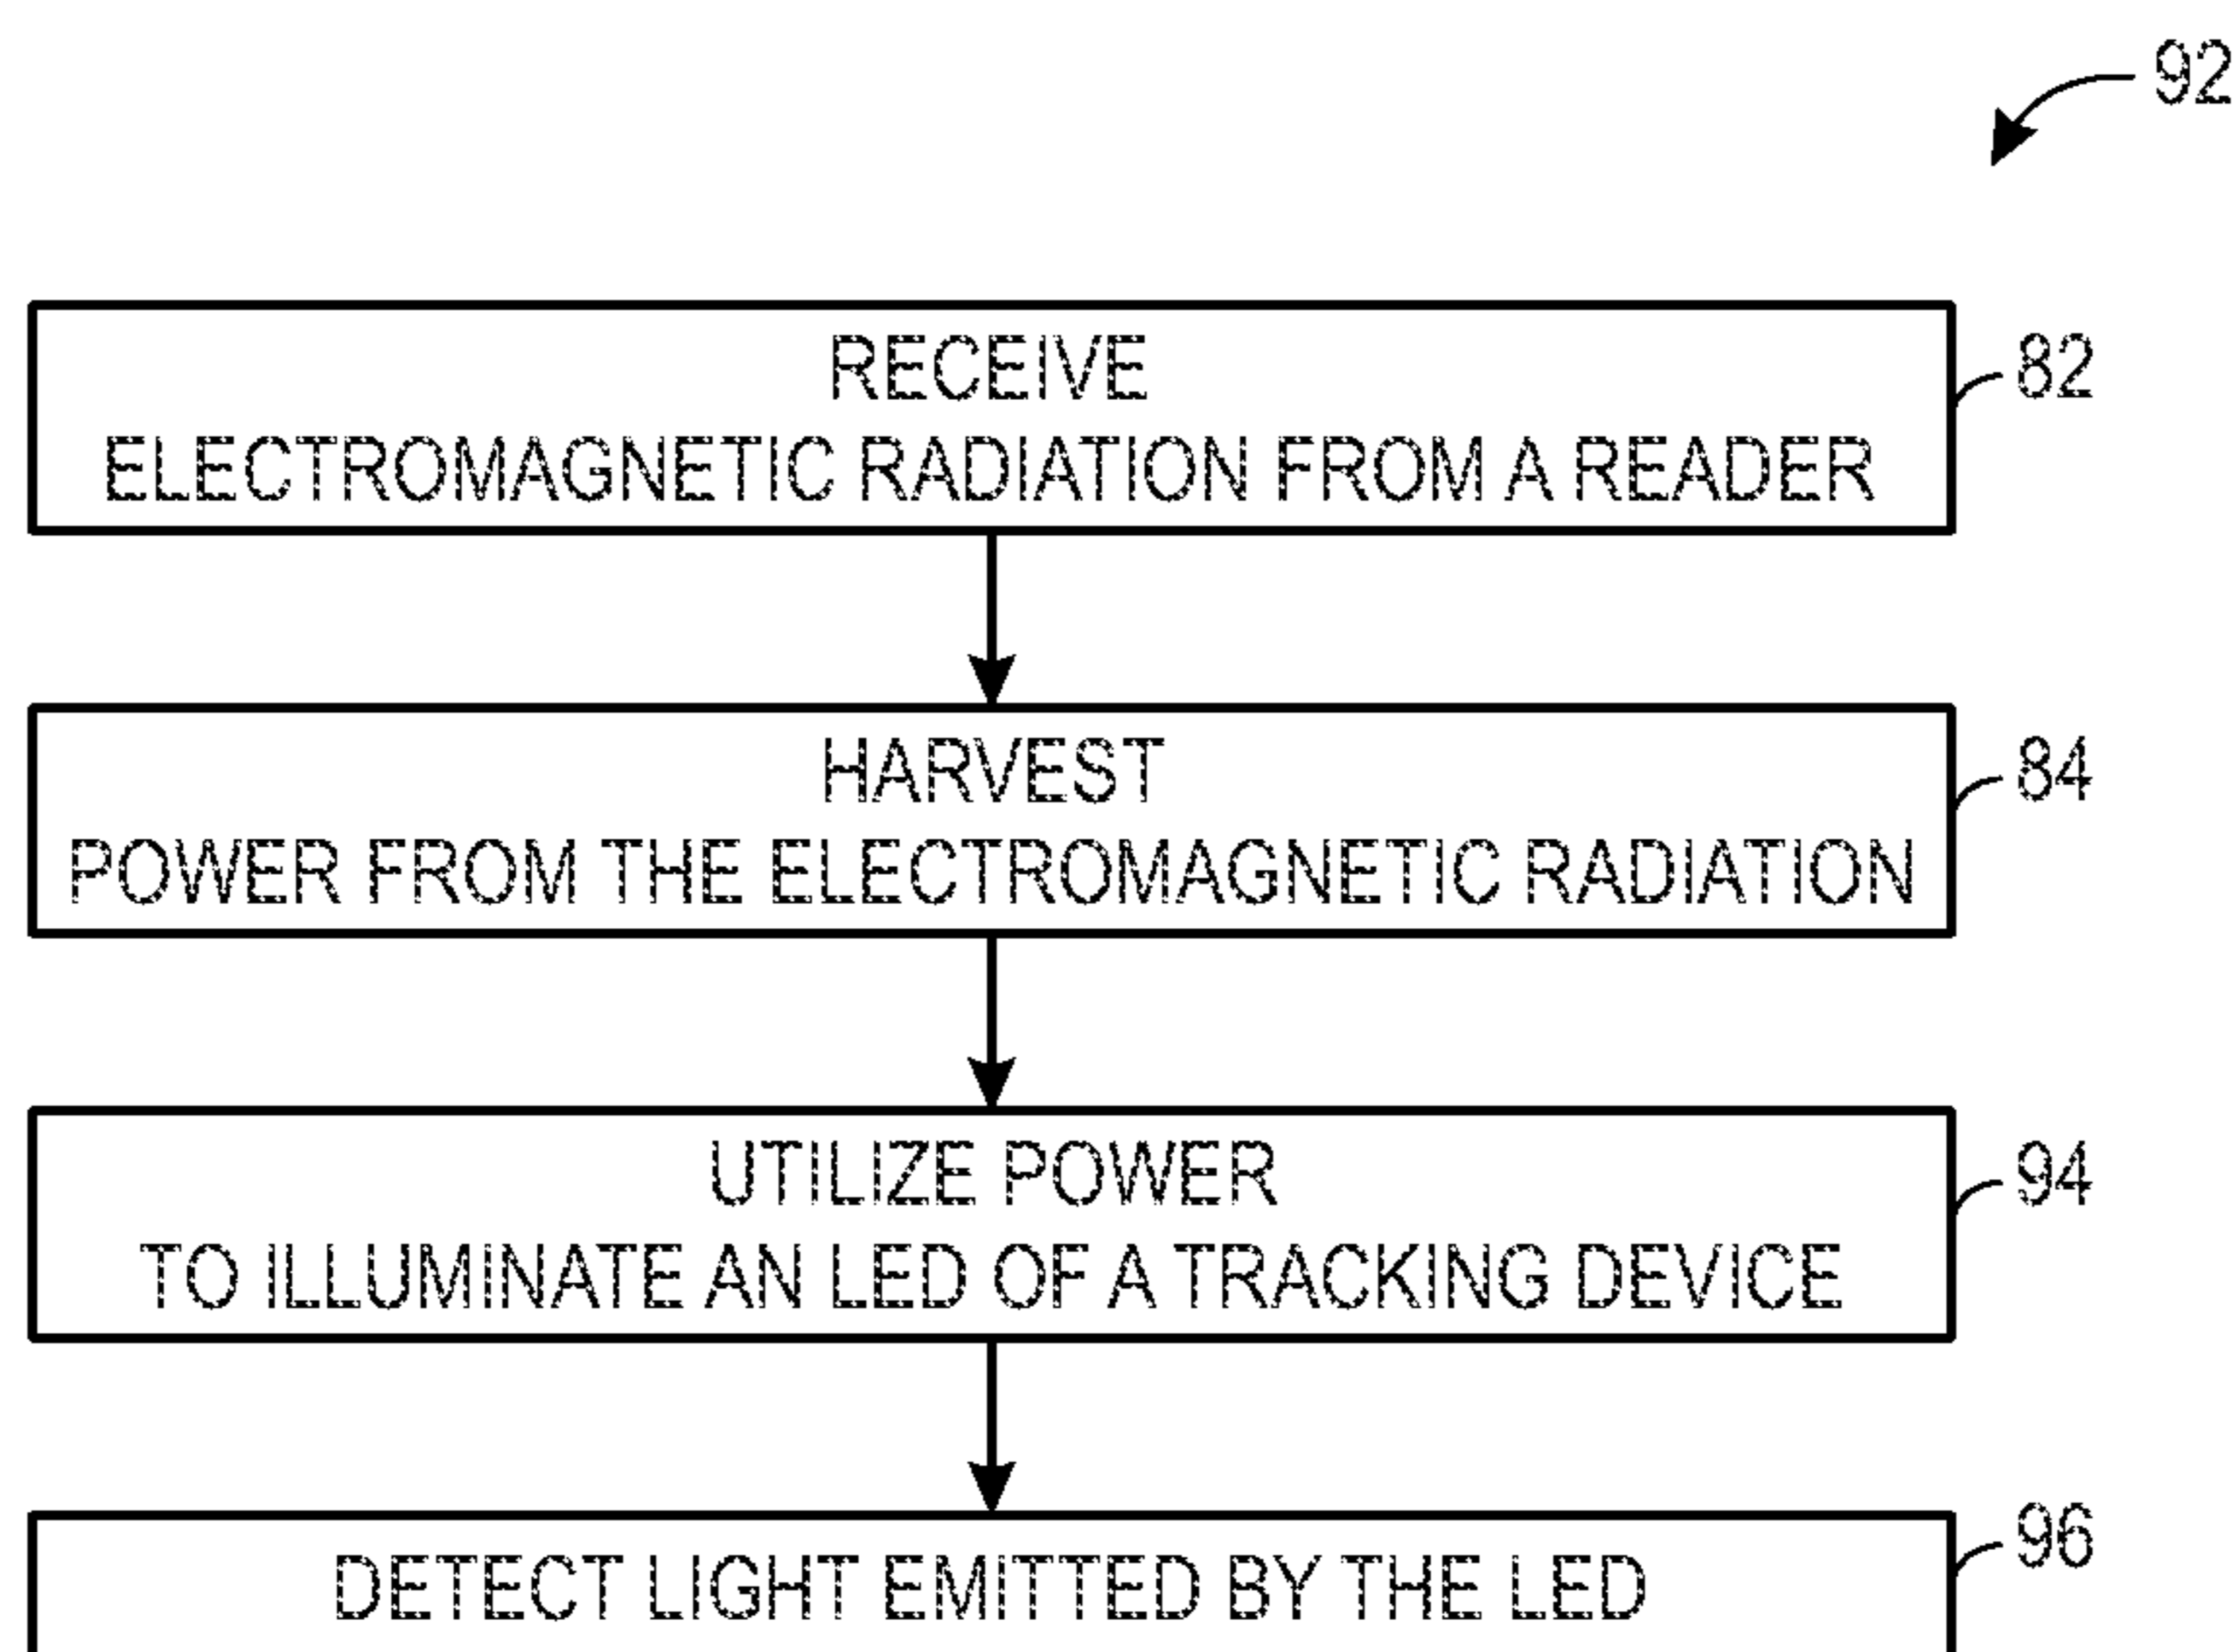 92
RECEIVE
ELECTROMAGNETIC RADIATION FROM A READER
82
HARVEST
POWER FROM THE ELECTROMAGNETIC RADIATION
84
UTILIZE POWER
TO ILLUMINATE AN LED OF A TRACKING DEVICE
94
DETECT LIGHT EMITTED BY THE LED
96